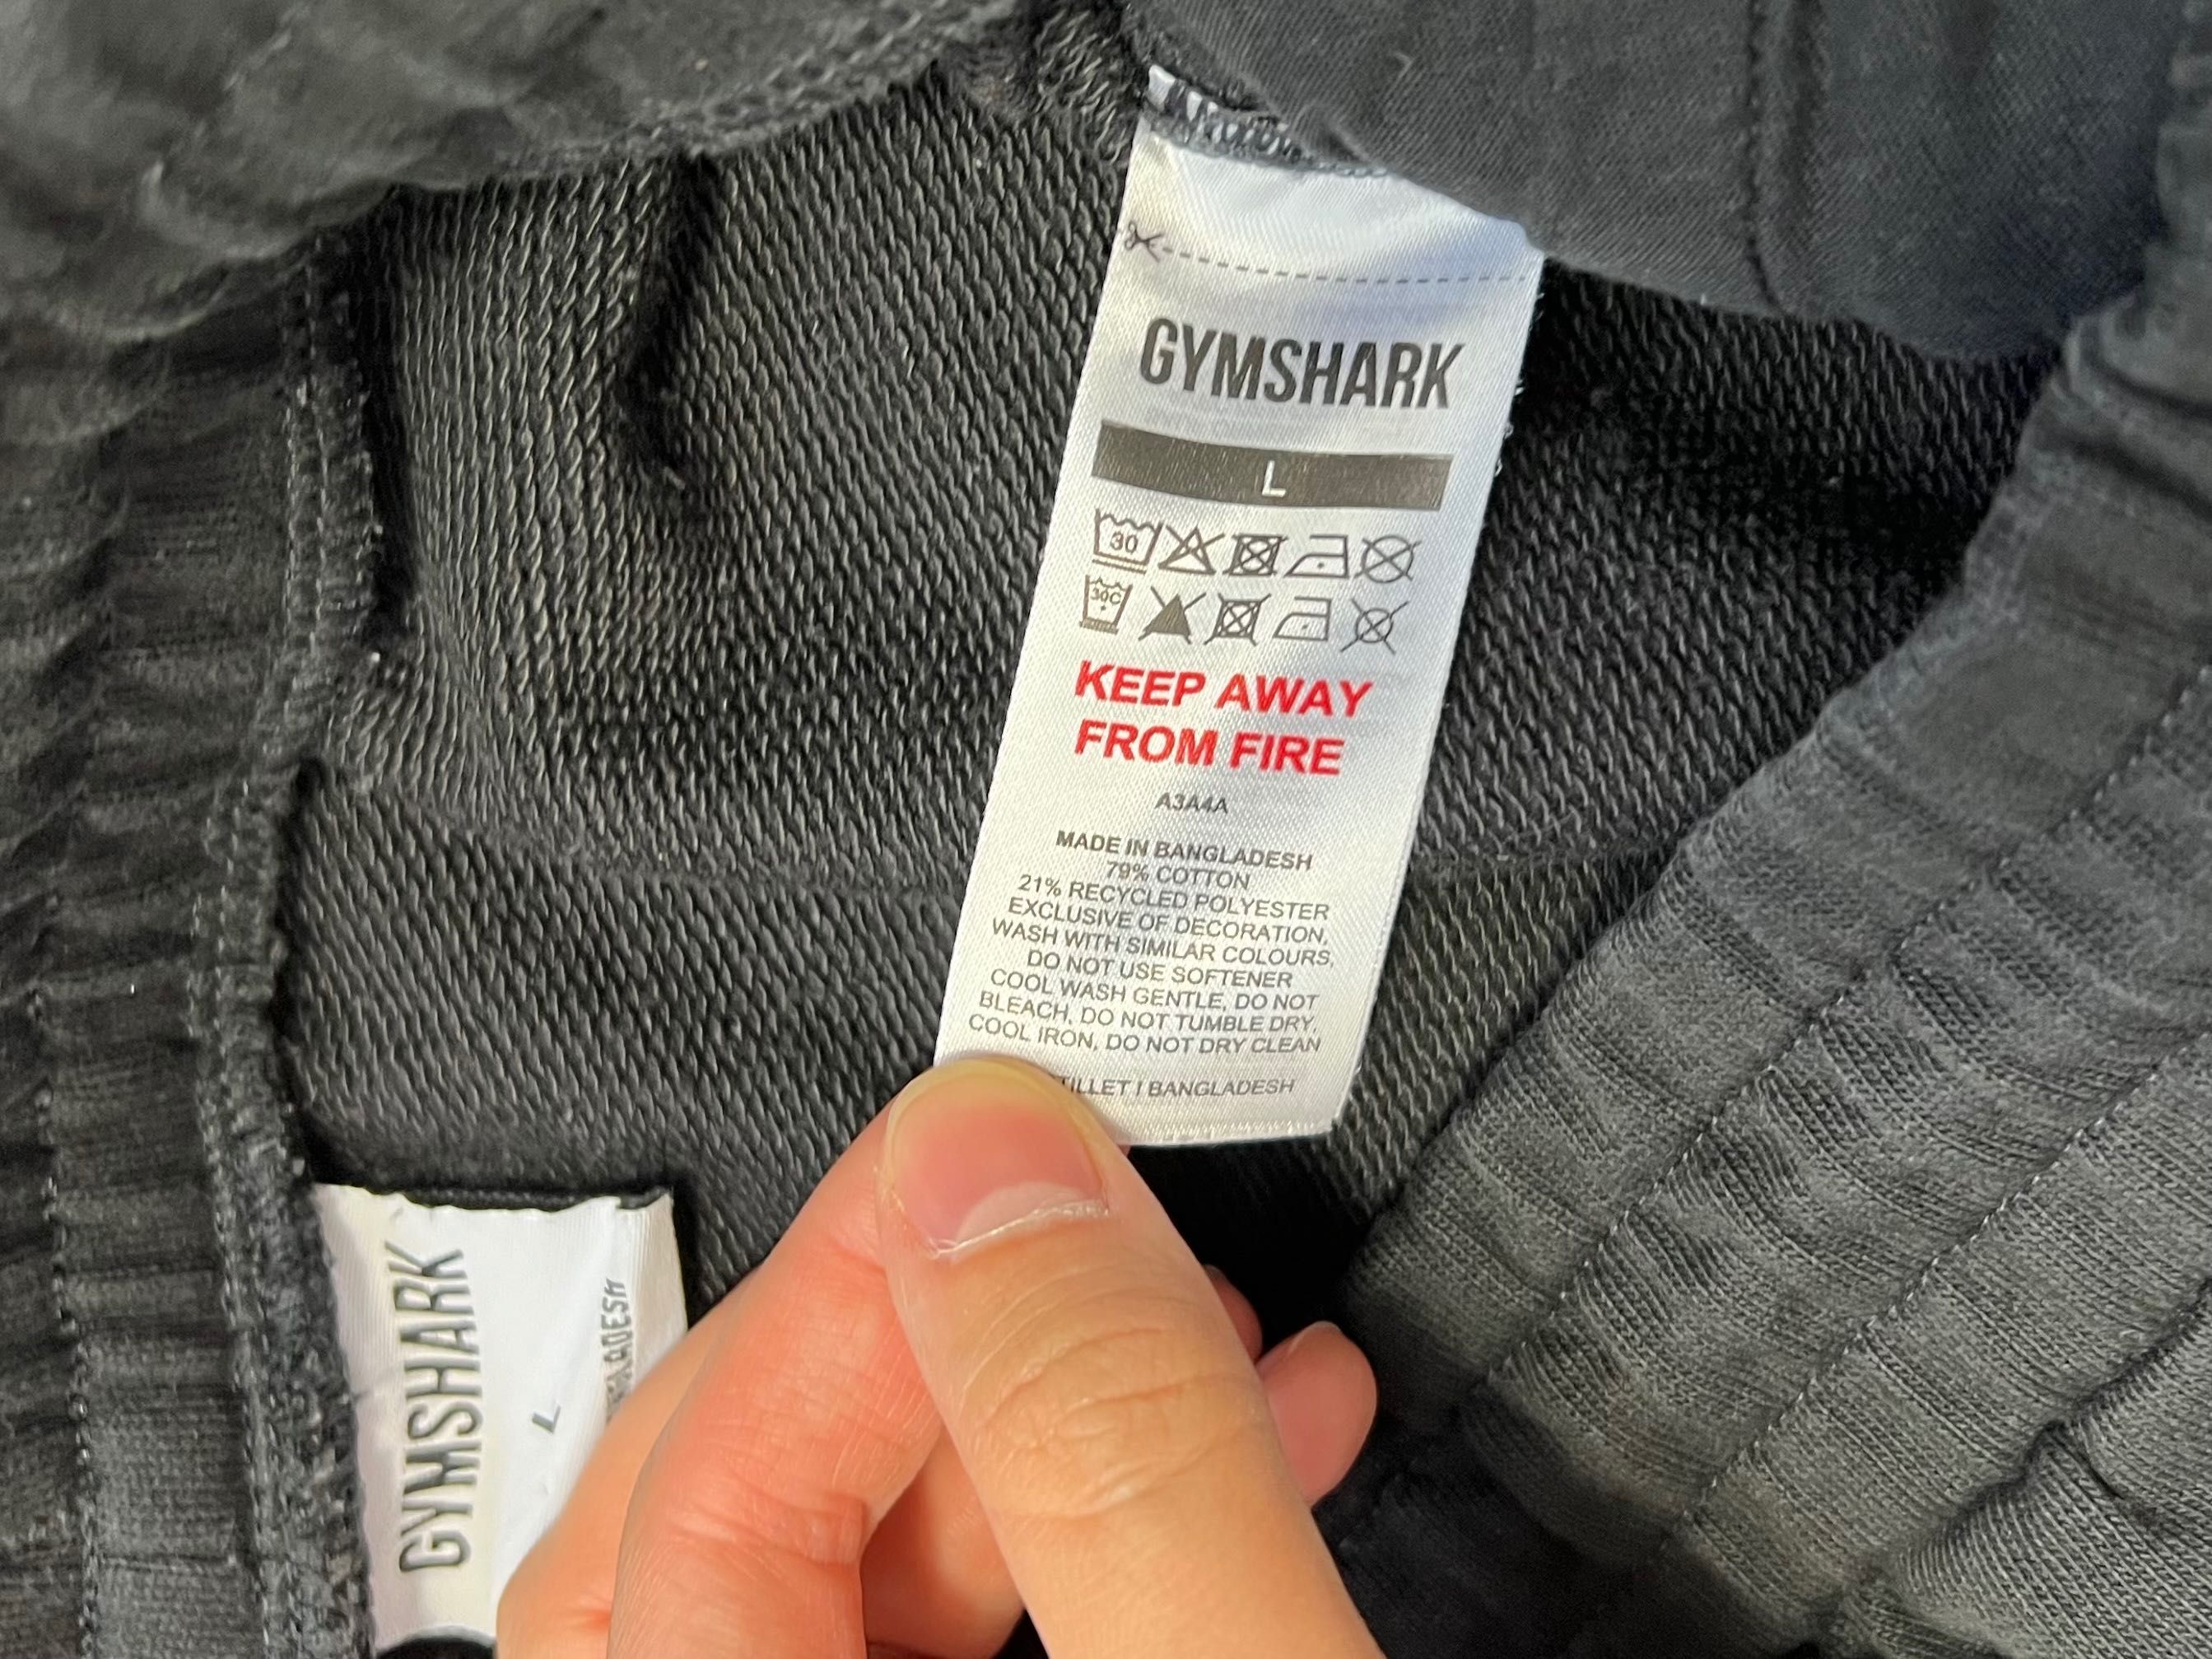 GYMSHARK
L
30
30C
KEEP AWAY
FROM FIRE
A3A4A
MADE IN BANGLADESH
79% COTTON
21% RECYCLED POLYESTER
EXCLUSIVE OF DECORATION,
WASH WITH SIMILAR COLOURS,
DO NOT USE SOFTENER
COOL WASH GENTLE, DO NOT
BLEACH, DO NOT TUMBLE DRY,
COOL IRON, DO NOT DRY CLEAN
BANGLADESH
GYMSHARK
L